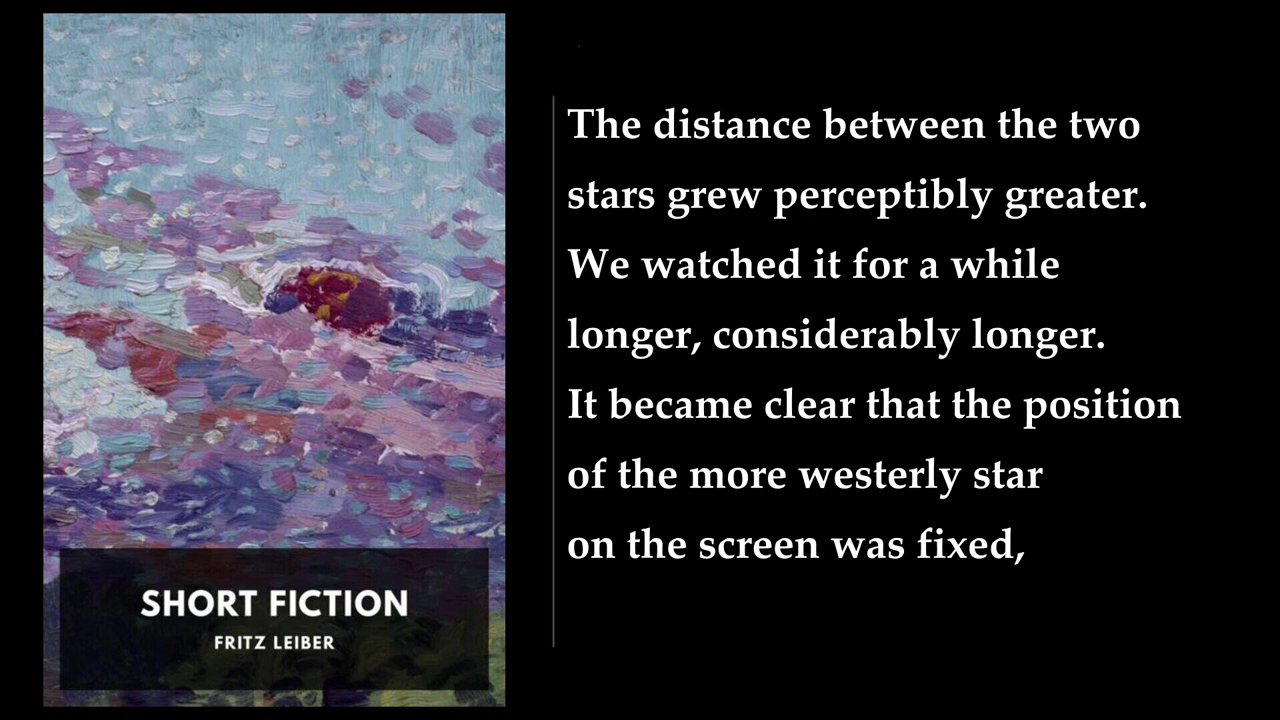 SHORT FICTION
FRITZ LEIBER
The distance between the two
stars grew perceptibly greater.
We watched it for a while
longer, considerably longer.
It became clear that the position
of the more westerly star
on the screen was fixed,